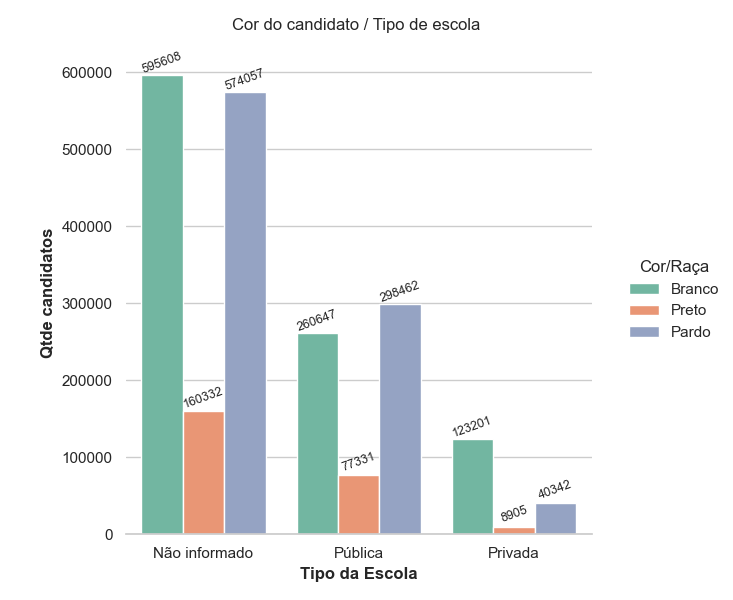 Cor do candidato / Tipo de escola
Qtde candidatos
600000
500000
400000
300000
200000
100000
0
595608
160332
574057
260647
77331
298462
123201
8905
40342
Não informado
Pública
Privada
Tipo da Escola
Cor/Raça
Branco
Preto
Pardo